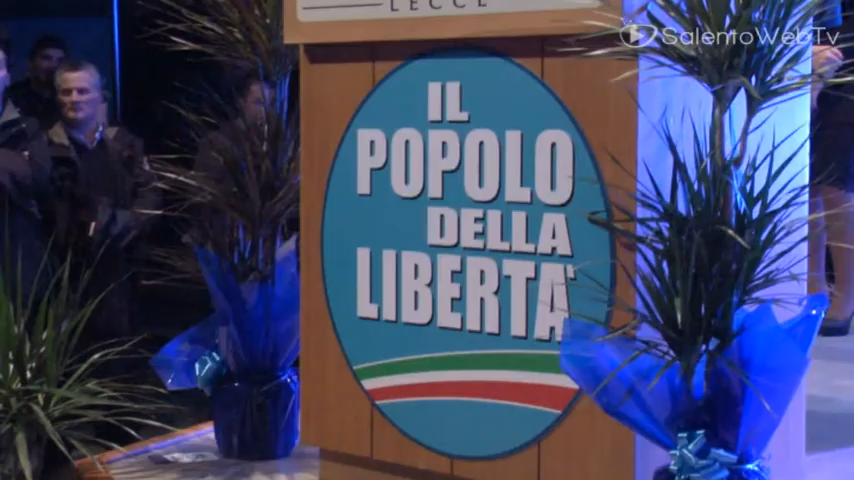 LECCE
SalentoWebTv
IL
POPOLO
DELLA
LIBERTA'